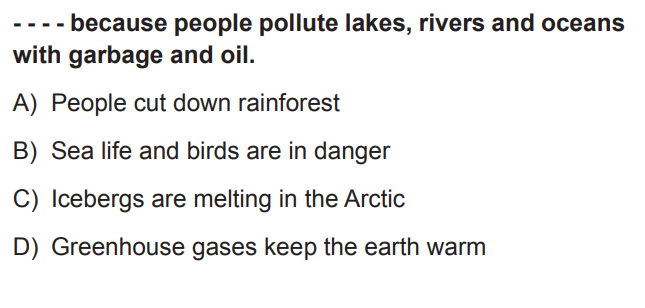 ---- because people pollute lakes, rivers and oceans
with garbage and oil.
A) People cut down rainforest
B) Sea life and birds are in danger
C) Icebergs are melting in the Arctic
D) Greenhouse gases keep the earth warm